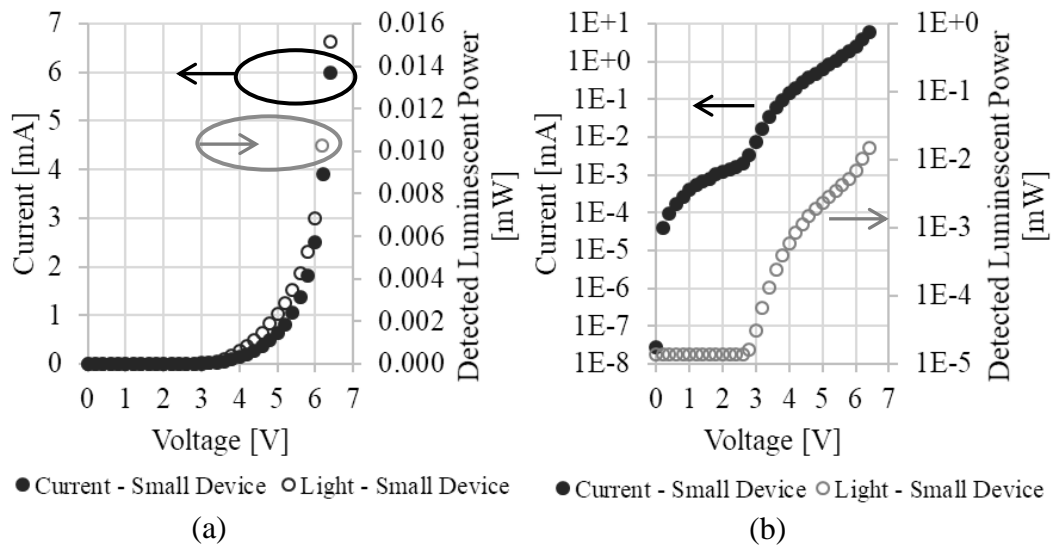 7
6
5
4
3
2
1
0
Current [mA]
0.016
0.014
0.012
0.010
0.008
0.006
0.004
0.002
0.000
Detected Luminescent Power
[mW]
0 1 2 3 4 5 6 7
Voltage [V]
● Current - Small Device ○ Light - Small Device
(a)
1E+1
1E+0
1E-1
1E-2
1E-3
1E-4
1E-5
1E-6
1E-7
1E-8
Current [mA]
1E+0
1E-1
1E-2
1E-3
1E-4
1E-5
Detected Luminescent Power
[mW]
0 1 2 3 4 5 6 7
Voltage [V]
● Current - Small Device ○ Light - Small Device
(b)